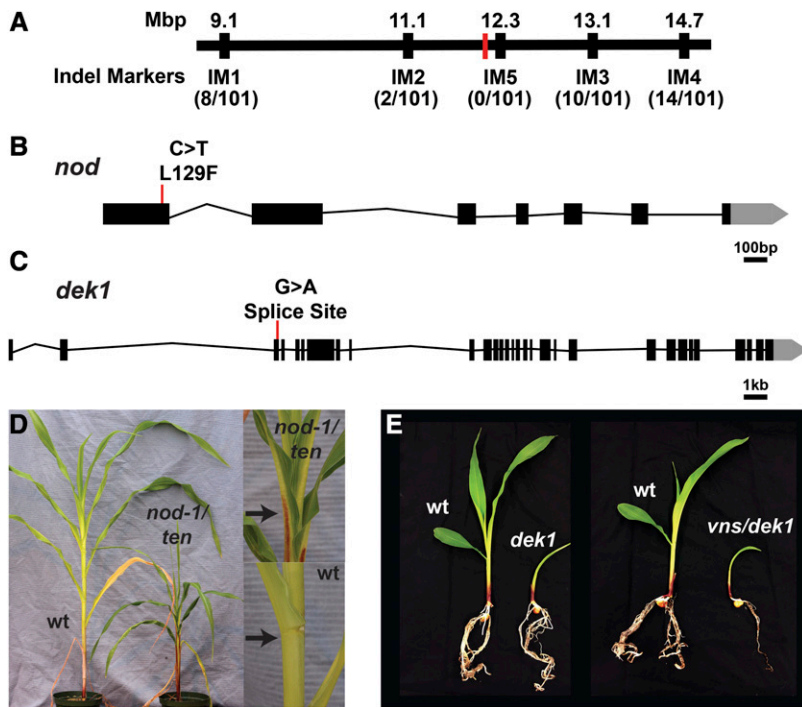 A
Mbp 9.1 11.1 12.3 13.1 14.7
Indel Markers IM1 IM2 IM5 IM3 IM4
(8/101) (2/101) (0/101) (10/101) (14/101)
B
nod
C>T
L129F
100bp
C
dek1
G>A
Splice Site
1kb
D
wt
nod-1/
ten
nod-1/
ten
wt
E
wt
dek1
wt
vns/dek1